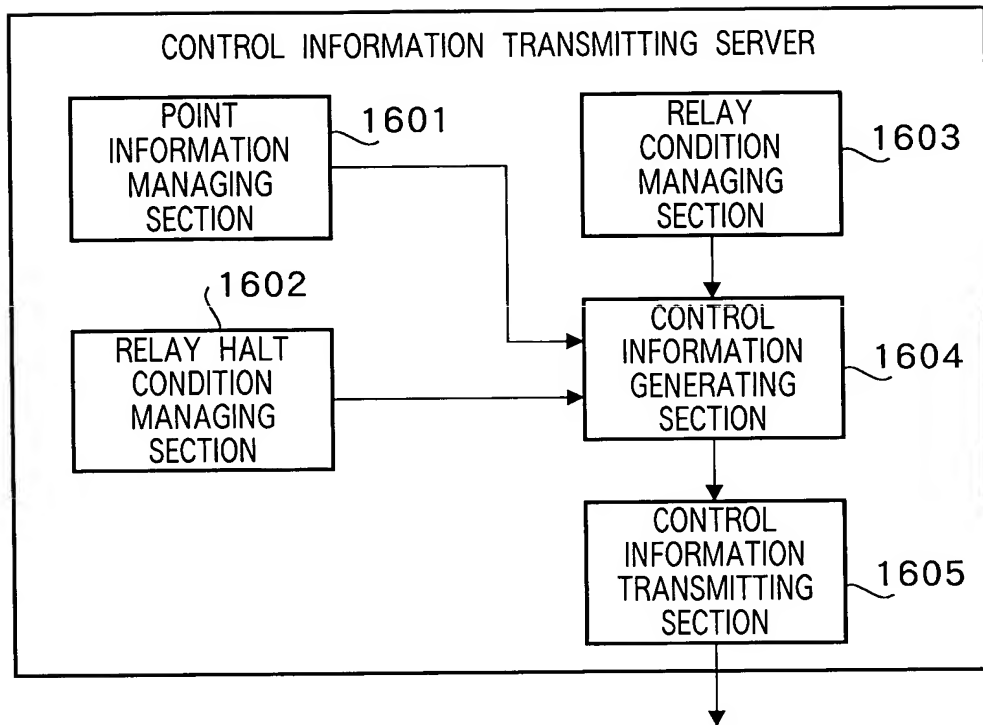 CONTROL INFORMATION TRANSMITTING SERVER
POINT
INFORMATION
MANAGING
SECTION
1601
RELAY
CONDITION
MANAGING
SECTION
1603
1602
RELAY HALT
CONDITION
MANAGING
SECTION
CONTROL
INFORMATION
GENERATING
SECTION
1604
CONTROL
INFORMATION
TRANSMITTING
SECTION
1605